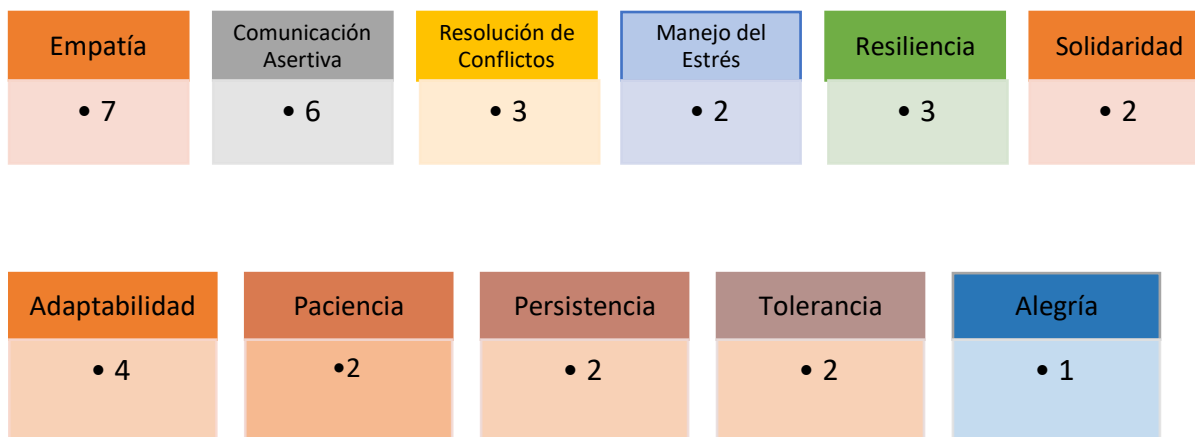 Empatía
Comunicación
Asertiva
Resolución de
Conflictos
Manejo del
Estrés
Resiliencia
Solidaridad
• 7
• 6
• 3
• 2
• 3
• 2
Adaptabilidad
Paciencia
Persistencia
Tolerancia
Alegría
• 4
•2
• 2
• 2
• 1